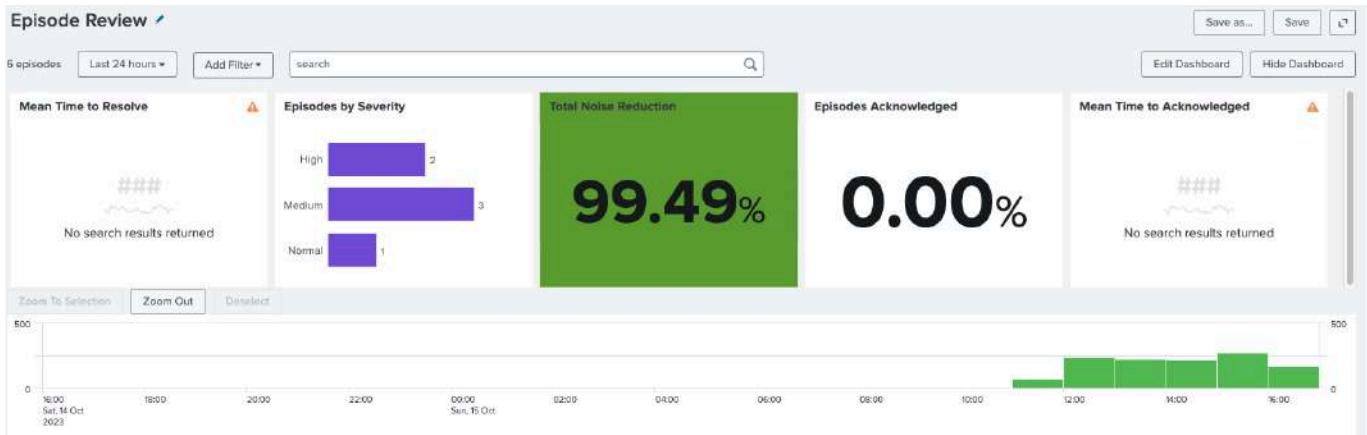 Episode Review
Save as...
Save
6 episodes
Last 24 hours
Add Filter
search
Edit Dashboard
Hide Dashboard
Mean Time to Resolve
###
No search results returned
Episodes by Severity
High
2
Medium
3
Normal
1
Total Noise Reduction
99.49%
Episodes Acknowledged
0.00%
Mean Time to Acknowledged
###
No search results returned
Zoom To Selection
Zoom Out
Deselect
500
500
0
0
16:00
18:00
20:00
22:00
00:00
02:00
04:00
06:00
08:00
10:00
12:00
14:00
16:00
Sat, 14 Oct
Sun, 15 Oct
2023